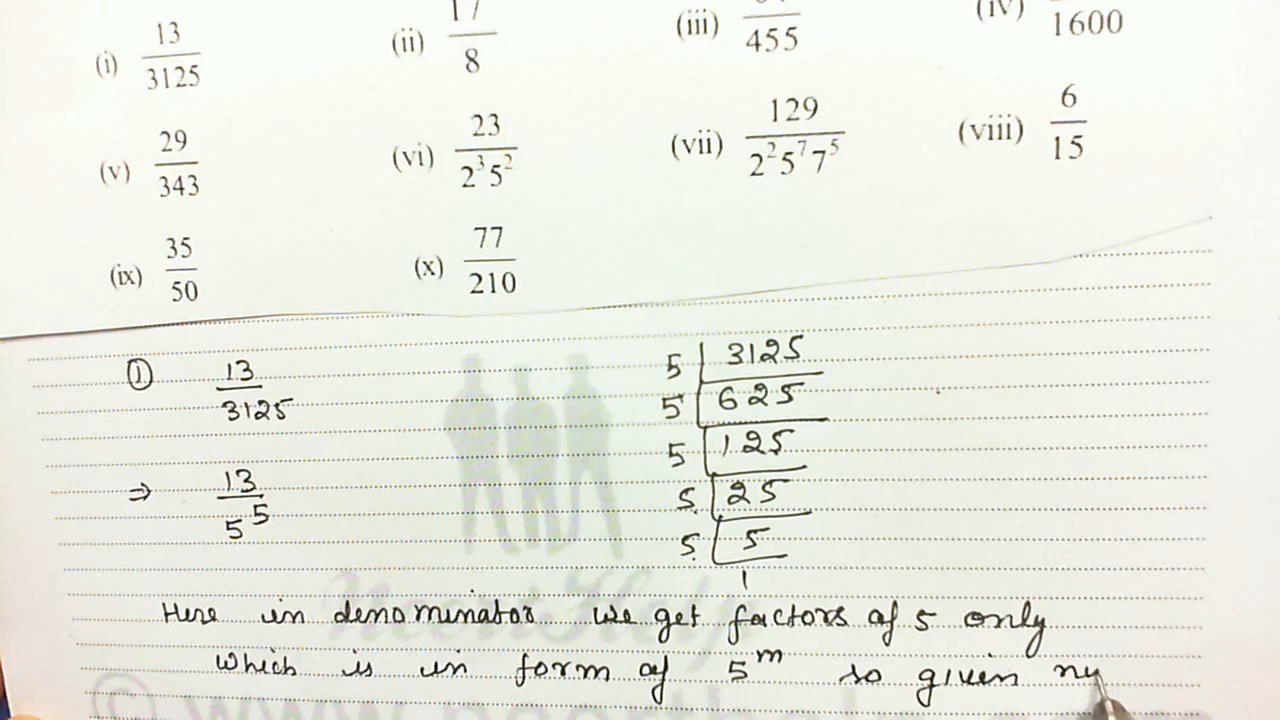 (i) 13/3125 (ii) 17/8 (iii) /455 (iv) /1600
(v) 29/343 (vi) 23/2³5² (vii) 129/2²5⁷7⁵ (viii) 6/15
(ix) 35/50 (x) 77/210
① 13/3125
⇒ 13/5⁵
5 | 3125
5 | 625
5 | 125
5 | 25
5 | 5
1
Here in denominator we get factors of 5 only
which is in form of 5ᵐ so given